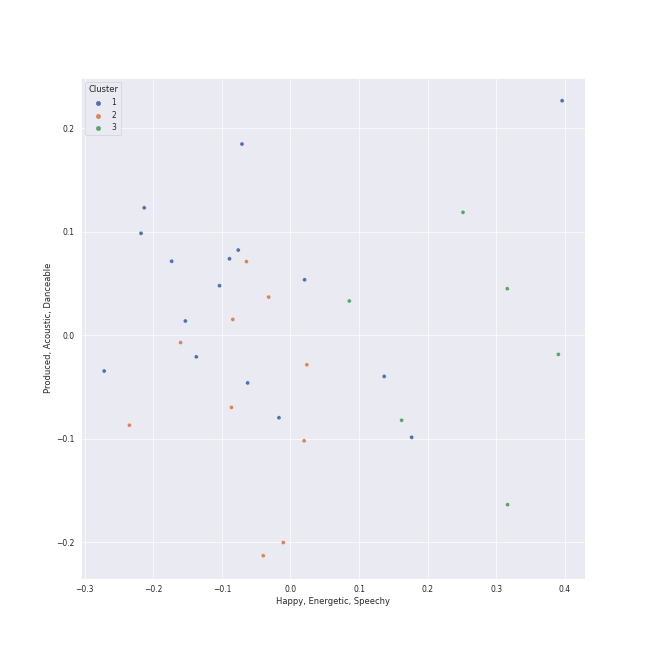 Cluster
1
2
3
0.2
0.1
0.0
−0.1
−0.2
Produced, Acoustic, Danceable
−0.3 −0.2 −0.1 0.0 0.1 0.2 0.3 0.4
Happy, Energetic, Speechy